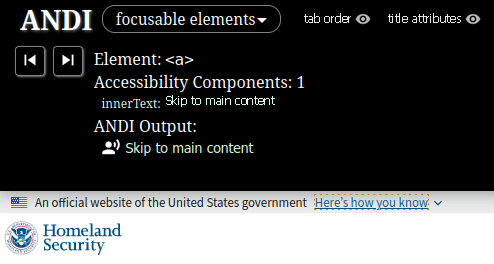 ANDI focusable elements tab order title attributes
Element: <a>
Accessibility Components: 1
innerText: Skip to main content
ANDI Output:
Skip to main content
An official website of the United States government Here's how you know
Homeland
Security